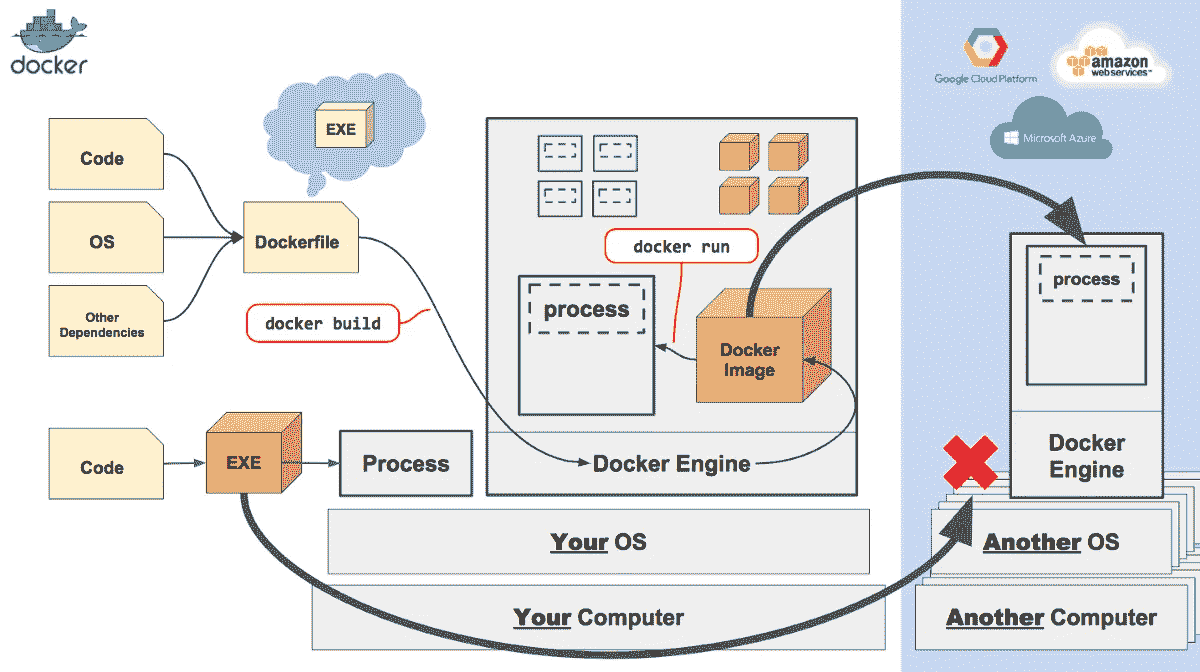 docker
Google Cloud Platform
amazon
webservices™
Microsoft Azure
EXE
Code
OS
Other
Dependencies
Dockerfile
docker build
docker run
process
Docker
Image
Docker Engine
process
Docker
Engine
Code
EXE
Process
Your OS
Your Computer
Another OS
Another Computer